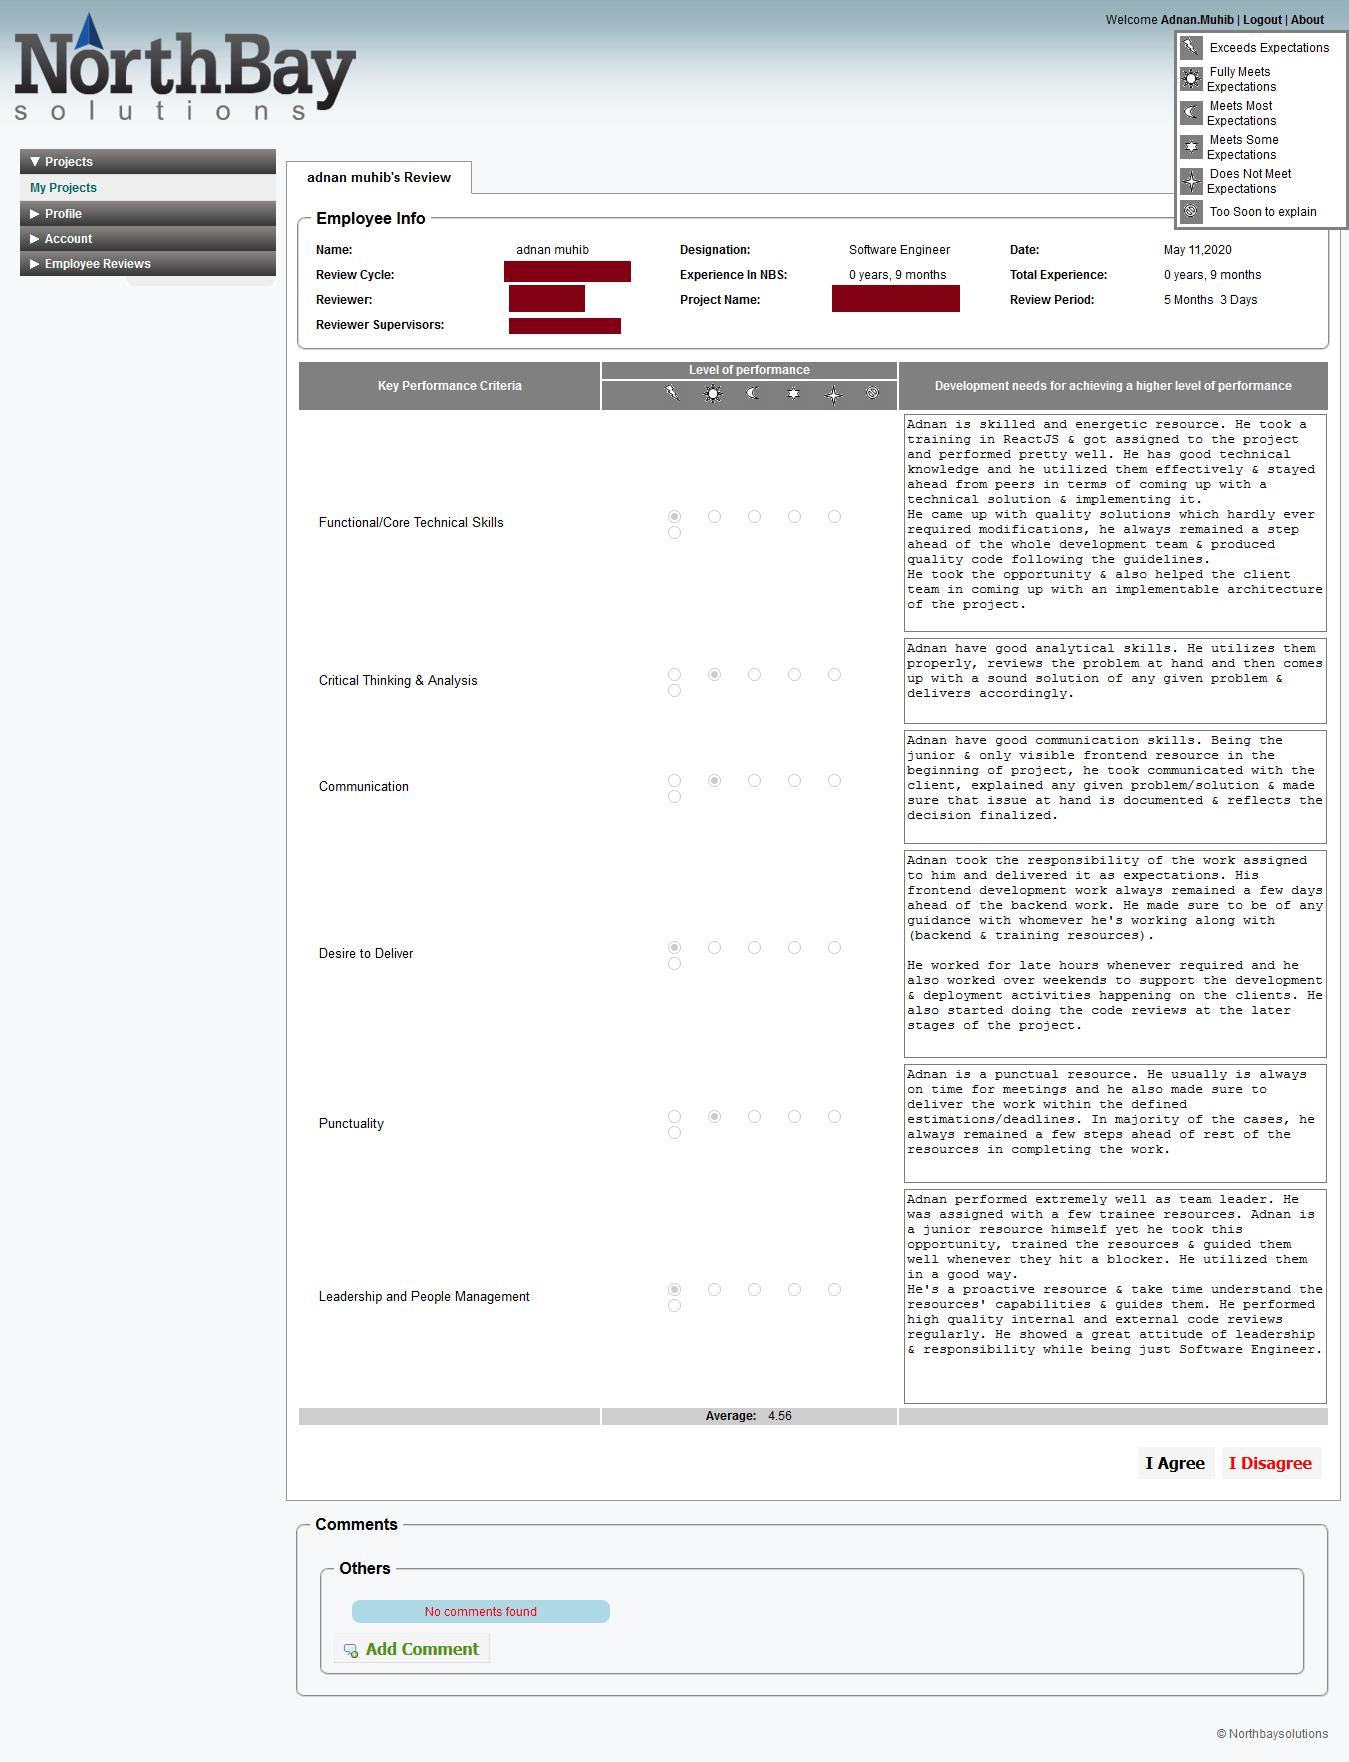 Welcome Adnan.Muhib | Logout | About
NorthBay
solutions
Exceeds Expectations
Fully Meets
Expectations
Meets Most
Expectations
Meets Some
Expectations
Does Not Meet
Expectations
Too Soon to explain
▼ Projects
My Projects
▶ Profile
▶ Account
▶ Employee Reviews
adnan muhib's Review
Employee Info
Name: adnan muhib Designation: Software Engineer Date: May 11,2020
Review Cycle: Experience In NBS: 0 years, 9 months Total Experience: 0 years, 9 months
Reviewer: Project Name: Review Period: 5 Months 3 Days
Reviewer Supervisors:
Key Performance Criteria
Level of performance
Development needs for achieving a higher level of performance
Functional/Core Technical Skills
Adnan is skilled and energetic resource. He took a
training in ReactJS & got assigned to the project
and performed pretty well. He has good technical
knowledge and he utilized them effectively & stayed
ahead from peers in terms of coming up with a
technical solution & implementing it.
He came up with quality solutions which hardly ever
required modifications, he always remained a step
ahead of the whole development team & produced
quality code following the guidelines.
He took the opportunity & also helped the client
team in coming up with an implementable architecture
of the project.
Critical Thinking & Analysis
Adnan have good analytical skills. He utilizes them
properly, reviews the problem at hand and then comes
up with a sound solution of any given problem &
delivers accordingly.
Communication
Adnan have good communication skills. Being the
junior & only visible frontend resource in the
beginning of project, he took communicated with the
client, explained any given problem/solution & made
sure that issue at hand is documented & reflects the
decision finalized.
Desire to Deliver
Adnan took the responsibility of the work assigned
to him and delivered it as expectations. His
frontend development work always remained a few days
ahead of the backend work. He made sure to be of any
guidance with whomever he's working along with
(backend & training resources).
He worked for late hours whenever required and he
also worked over weekends to support the development
& deployment activities happening on the clients. He
also started doing the code reviews at the later
stages of the project.
Punctuality
Adnan is a punctual resource. He usually is always
on time for meetings and he also made sure to
deliver the work within the defined
estimations/deadlines. In majority of the cases, he
always remained a few steps ahead of rest of the
resources in completing the work.
Leadership and People Management
Adnan performed extremely well as team leader. He
was assigned with a few trainee resources. Adnan is
a junior resource himself yet he took this
opportunity, trained the resources & guided them
well whenever they hit a blocker. He utilized them
in a good way.
He's a proactive resource & take time understand the
resources' capabilities & guides them. He performed
high quality internal and external code reviews
regularly. He showed a great attitude of leadership
& responsibility while being just Software Engineer.
Average: 4.56
I Agree I Disagree
Comments
Others
No comments found
Add Comment
© Northbaysolutions